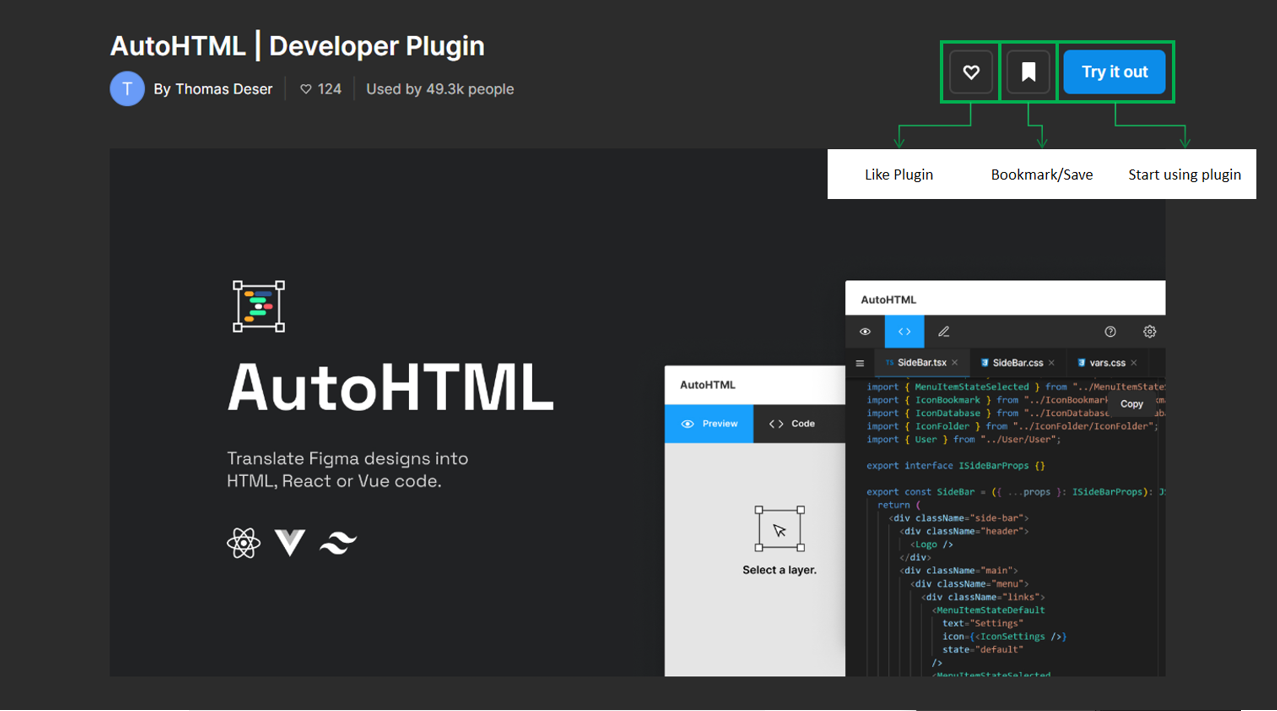 AutoHTML | Developer Plugin
T By Thomas Deser 124 Used by 49.3k people
Try it out
Like Plugin Bookmark/Save Start using plugin
AutoHTML
Translate Figma designs into
HTML, React or Vue code.
AutoHTML
Preview <> Code
Select a layer.
AutoHTML
<>
TS SideBar.tsx × SideBar.css × vars.css ×
import { MenuItemStateSelected } from "../MenuItemState
import { IconBookmark } from "../IconBookmark
import { IconDatabase } from "../IconDatabase
import { IconFolder } from "../IconFolder/IconFolder";
import { User } from "../User/User";
Copy
export interface ISideBarProps {}
export const SideBar = ({ ...props }: ISideBarProps): JS
return (
<div className="side-bar">
<div className="header">
<Logo />
</div>
<div className="main">
<div className="menu">
<div className="links">
<MenuItemStateDefault
text="Settings"
icon={<IconSettings />}
state="default"
/>
<MenuItemStateSelected